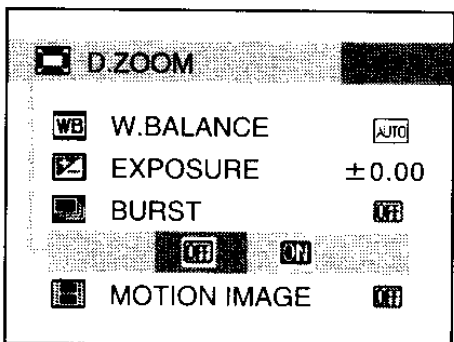 D.ZOOM
WB W.BALANCE AUTO
EXPOSURE ±0.00
BURST Off
Off ON
MOTION IMAGE Off